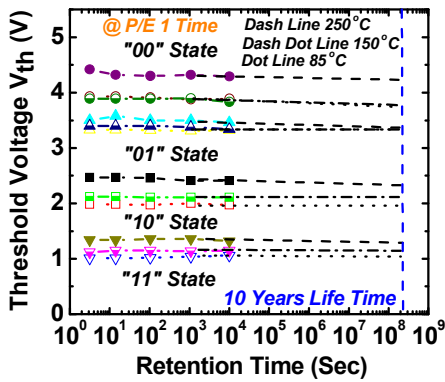 @ P/E 1 Time
Dash Line 250°C
Dash Dot Line 150°C
Dot Line 85°C
"00" State
"01" State
"10" State
"11" State
10 Years Life Time
Threshold Voltage Vth (V)
5
4
3
2
1
0
10^0 10^1 10^2 10^3 10^4 10^5 10^6 10^7 10^8 10^9
Retention Time (Sec)